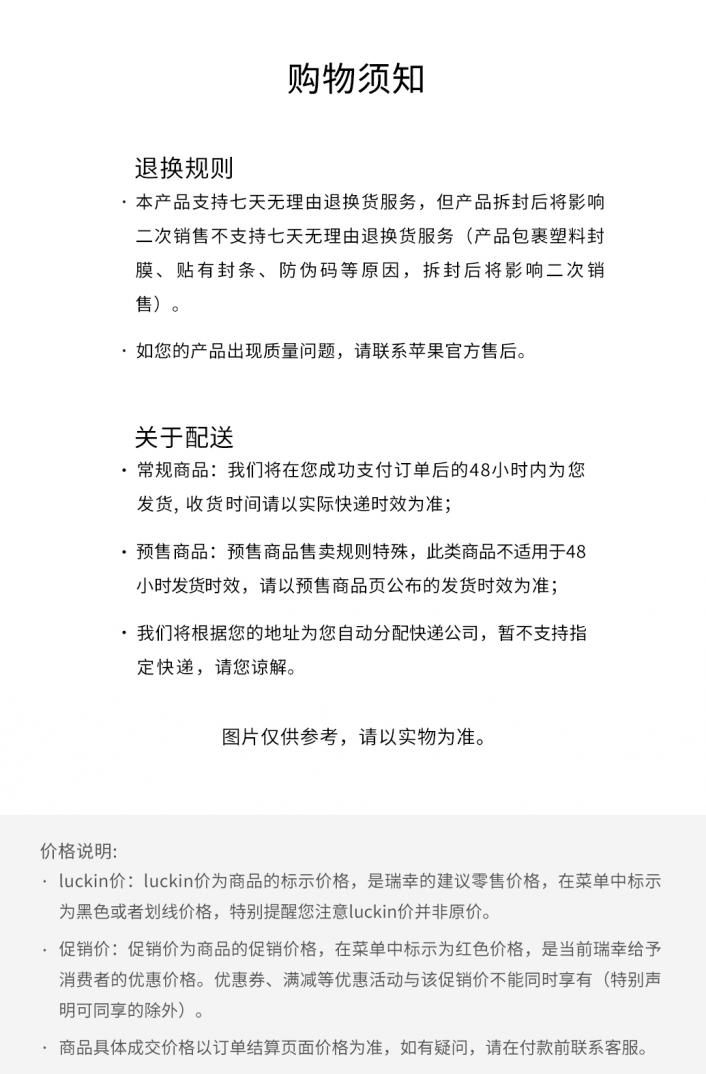 购物须知
退换规则
· 本产品支持七天无理由退换货服务，但产品拆封后将影响
二次销售不支持七天无理由退换货服务（产品包裹塑料封
膜、贴有封条、防伪码等原因，拆封后将影响二次销
售）。
· 如您的产品出现质量问题，请联系苹果官方售后。
关于配送
· 常规商品：我们将在您成功支付订单后的48小时内为您
发货, 收货时间请以实际快递时效为准；
· 预售商品：预售商品售卖规则特殊，此类商品不适用于48
小时发货时效，请以预售商品页公布的发货时效为准；
· 我们将根据您的地址为您自动分配快递公司，暂不支持指
定快递，请您谅解。
图片仅供参考，请以实物为准。
价格说明:
· luckin价：luckin价为商品的标示价格，是瑞幸的建议零售价格，在菜单中标示
为黑色或者划线价格，特别提醒您注意luckin价并非原价。
· 促销价：促销价为商品的促销价格，在菜单中标示为红色价格，是当前瑞幸给予
消费者的优惠价格。优惠券、满减等优惠活动与该促销价不能同时享有（特别声
明可同享的除外）。
· 商品具体成交价格以订单结算页面价格为准，如有疑问，请在付款前联系客服。